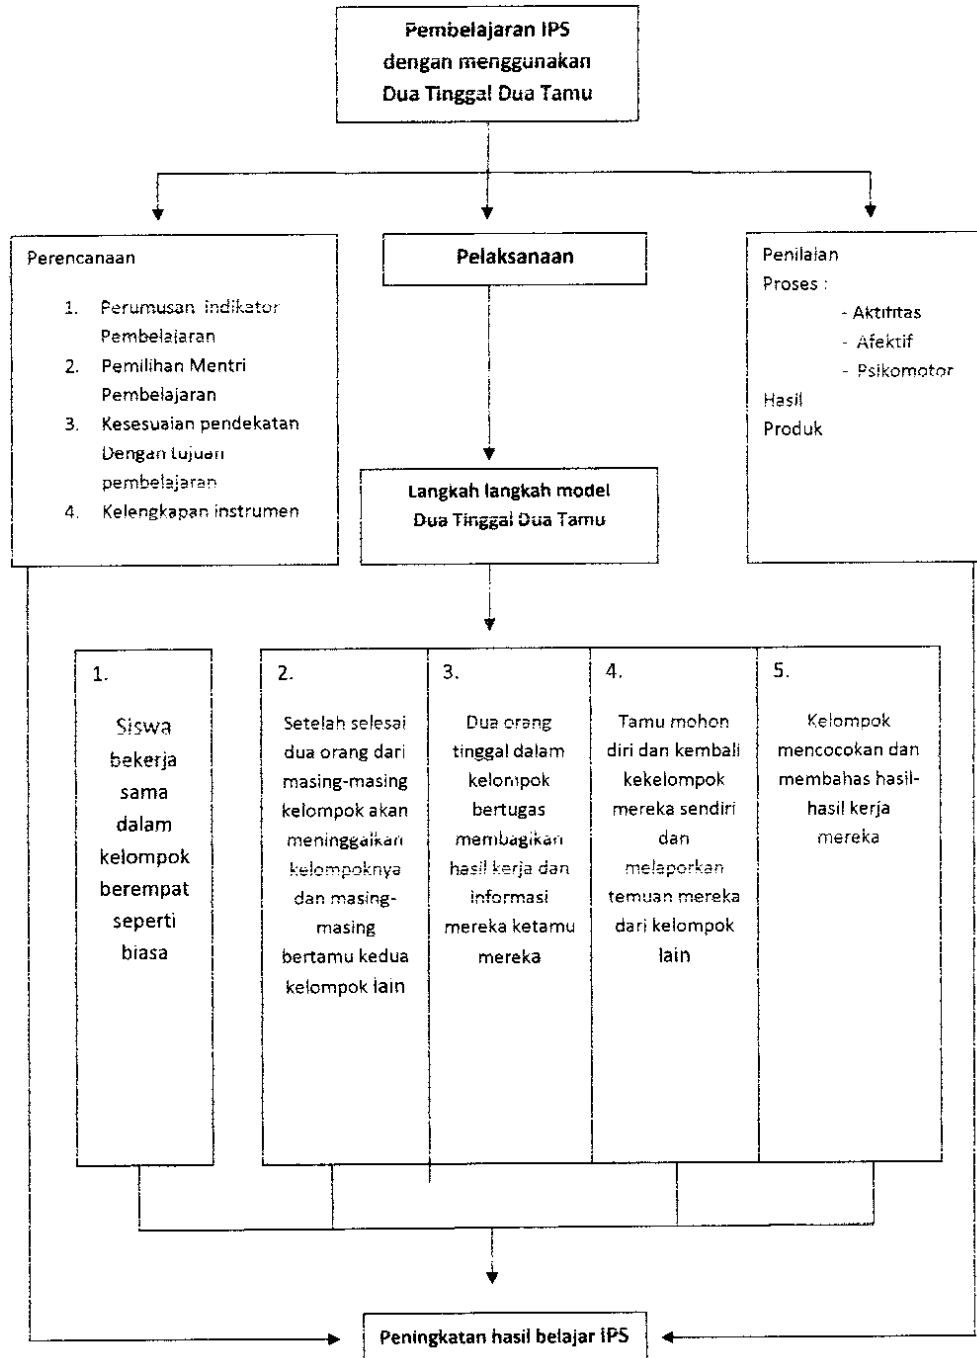 Pembelajaran IPS
dengan menggunakan
Dua Tinggal Dua Tamu
Perencanaan
1. Perumusan indikator
Pembelajaran
2. Pemilihan Mentri
Pembelajaran
3. Kesesuaian pendekatan
Dengan tujuan
pembelajaran
4. Kelengkapan instrumen
Pelaksanaan
Penilaian
Proses :
- Aktifitas
- Afektif
- Psikomotor
Hasil
Produk
Langkah langkah model
Dua Tinggal Dua Tamu
1.
Siswa
bekerja
sama
dalam
kelompok
berempat
seperti
biasa
2.
Setelah selesai
dua orang dari
masing-masing
kelompok akan
meninggalkan
kelompoknya
dan masing-
masing
bertamu kedua
kelompok lain
3.
Dua orang
tinggal dalam
kelompok
bertugas
membagikan
hasil kerja dan
informasi
mereka ketamu
mereka
4.
Tamu mohon
diri dan kembali
kekelompok
mereka sendiri
dan
melaporkan
temuan mereka
dari kelompok
lain
5.
Kelompok
mencocokan dan
membahas hasil-
hasil kerja
mereka
Peningkatan hasil belajar IPS